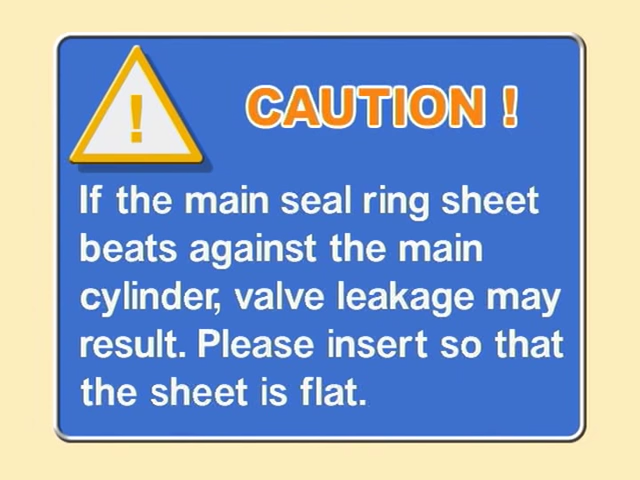 CAUTION !
If the main seal ring sheet
beats against the main
cylinder, valve leakage may
result. Please insert so that
the sheet is flat.